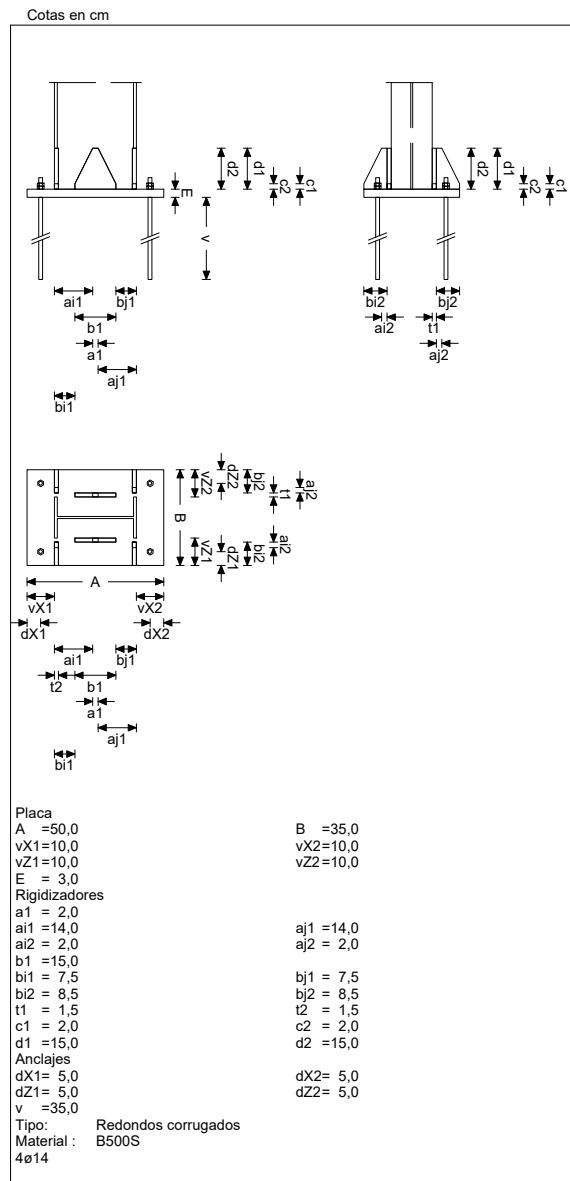 Cotas en cm
d2 d1 c2 c1
E
v
ai1 bj1
b1
a1
aj1
bi1
d2 d1 c2 c1
bi2 bj2
ai2 t1
aj2
vZ2 dZ2 bj2 t1 aj2
B
vZ1 dZ1 bi2 ai2
A
vX1 vX2
dX1 dX2
ai1 bj1
t2 b1
a1
aj1
bi1
Placa
A =50,0 B =35,0
vX1=10,0 vX2=10,0
vZ1=10,0 vZ2=10,0
E = 3,0
Rigidizadores
a1 = 2,0
ai1 =14,0 aj1 =14,0
ai2 = 2,0 aj2 = 2,0
b1 =15,0
bi1 = 7,5 bj1 = 7,5
bi2 = 8,5 bj2 = 8,5
t1 = 1,5 t2 = 1,5
c1 = 2,0 c2 = 2,0
d1 =15,0 d2 =15,0
Anclajes
dX1= 5,0 dX2= 5,0
dZ1= 5,0 dZ2= 5,0
v =35,0
Tipo: Redondos corrugados
Material : B500S
4ø14